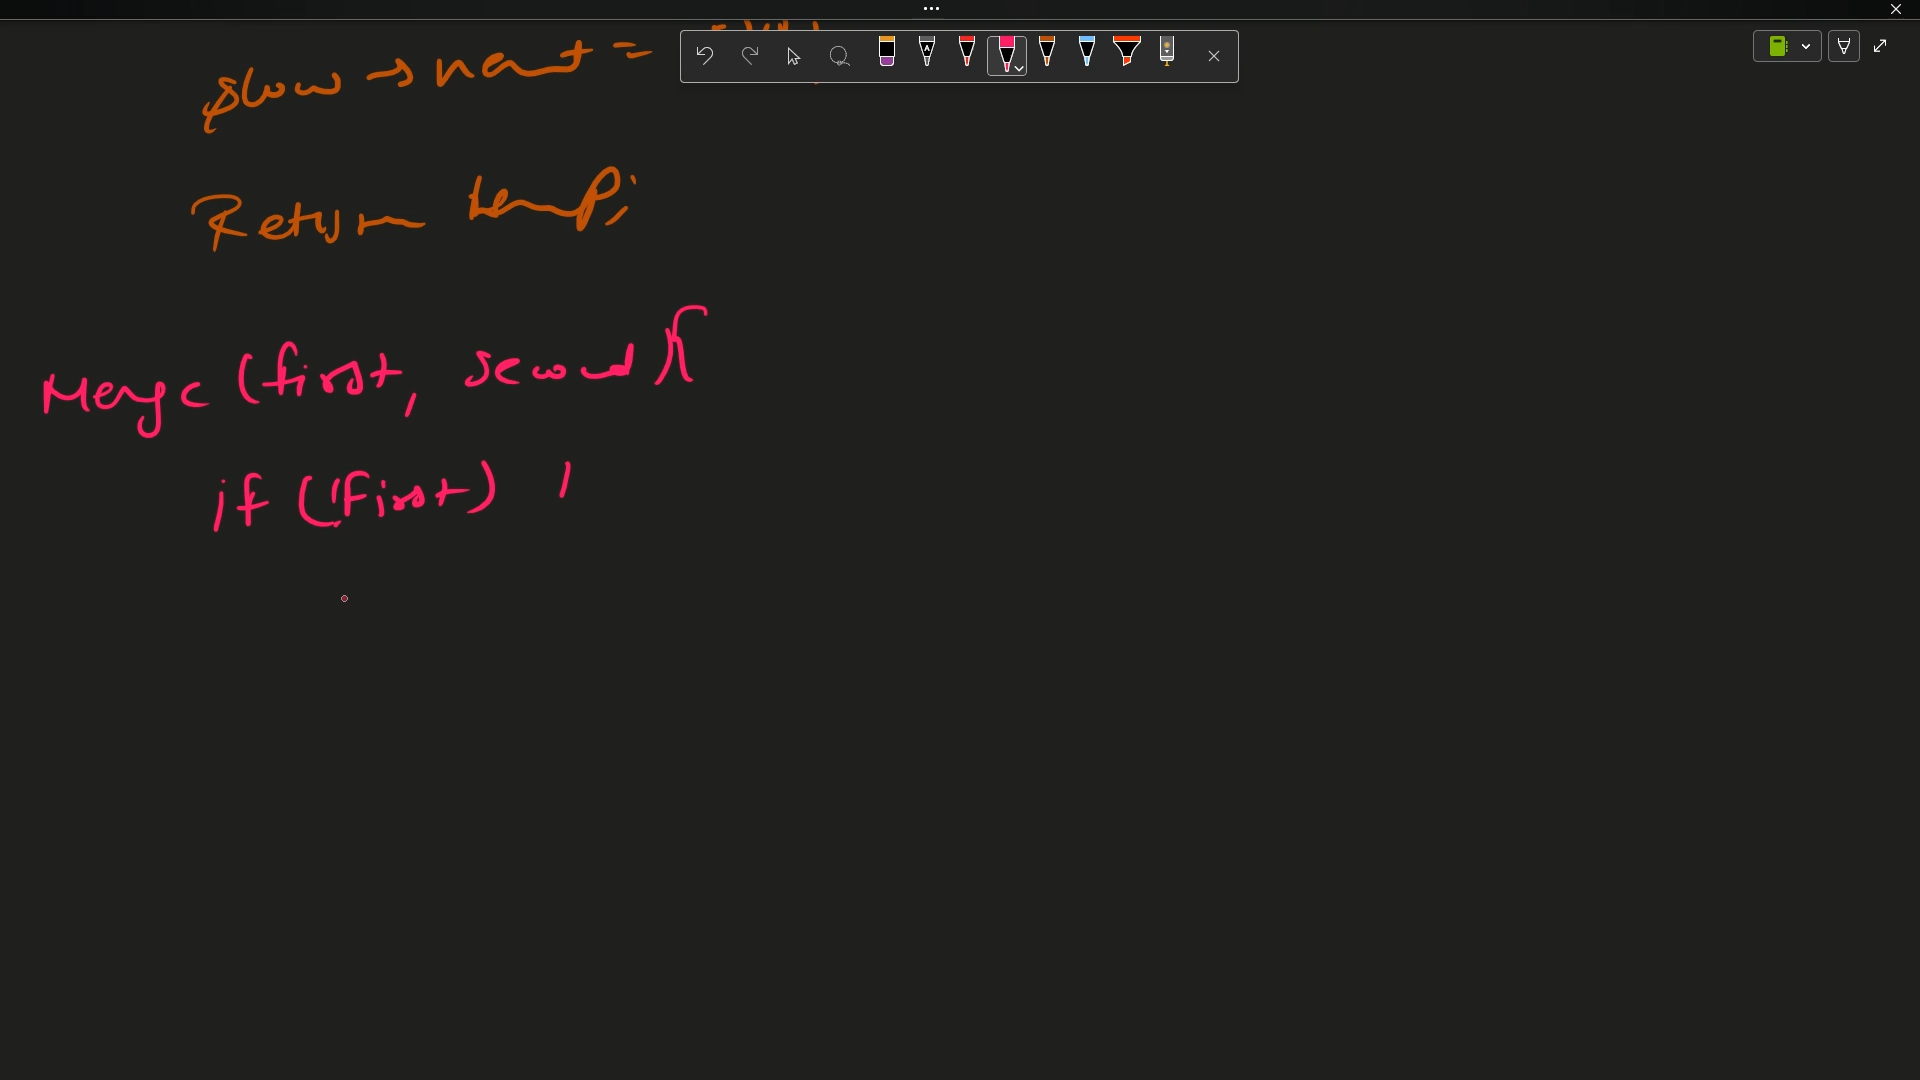 slow → next =
Return temp;
Merge (first, second) {
if (!First)